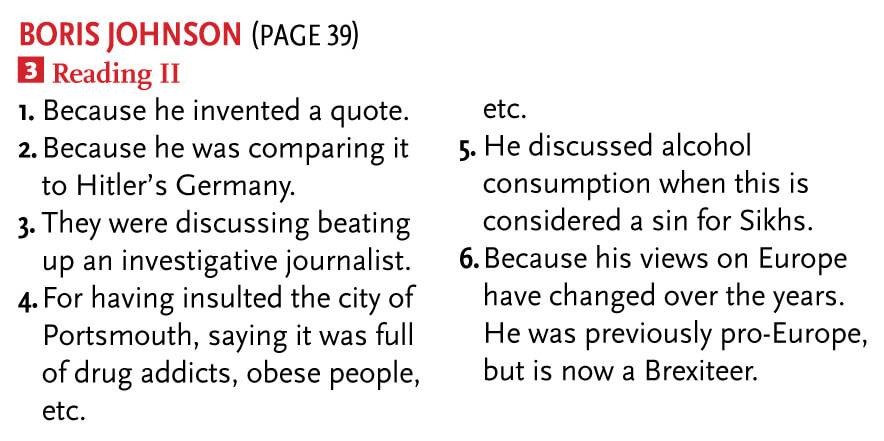 BORIS JOHNSON (PAGE 39)
3 Reading II
1. Because he invented a quote.
2. Because he was comparing it
to Hitler’s Germany.
3. They were discussing beating
up an investigative journalist.
4. For having insulted the city of
Portsmouth, saying it was full
of drug addicts, obese people,
etc.
etc.
5. He discussed alcohol
consumption when this is
considered a sin for Sikhs.
6. Because his views on Europe
have changed over the years.
He was previously pro-Europe,
but is now a Brexiteer.